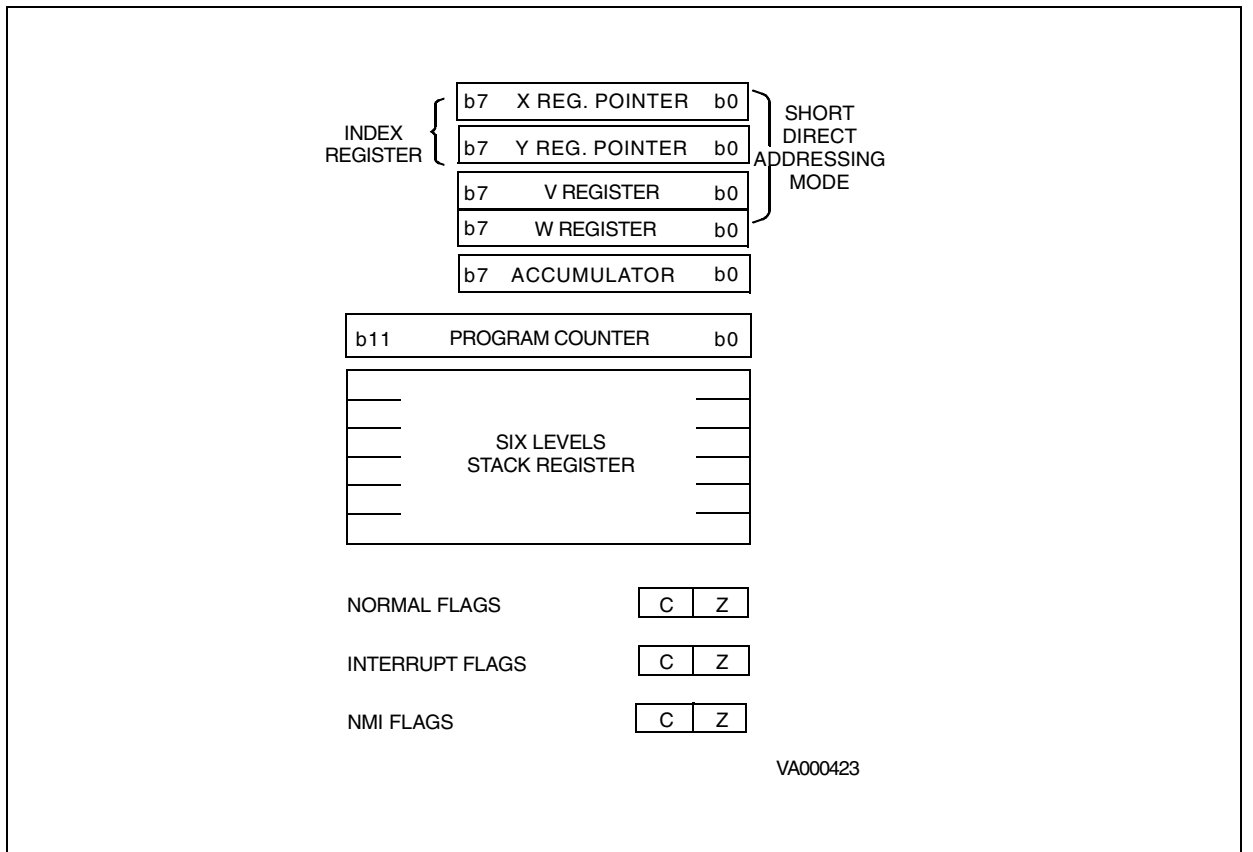 b7 X REG. POINTER b0
INDEX
REGISTER
b7 Y REG. POINTER b0
SHORT
DIRECT
ADDRESSING
MODE
b7 V REGISTER b0
b7 W REGISTER b0
b7 ACCUMULATOR b0
b11 PROGRAM COUNTER b0
SIX LEVELS
STACK REGISTER
NORMAL FLAGS C Z
INTERRUPT FLAGS C Z
NMI FLAGS C Z
VA000423